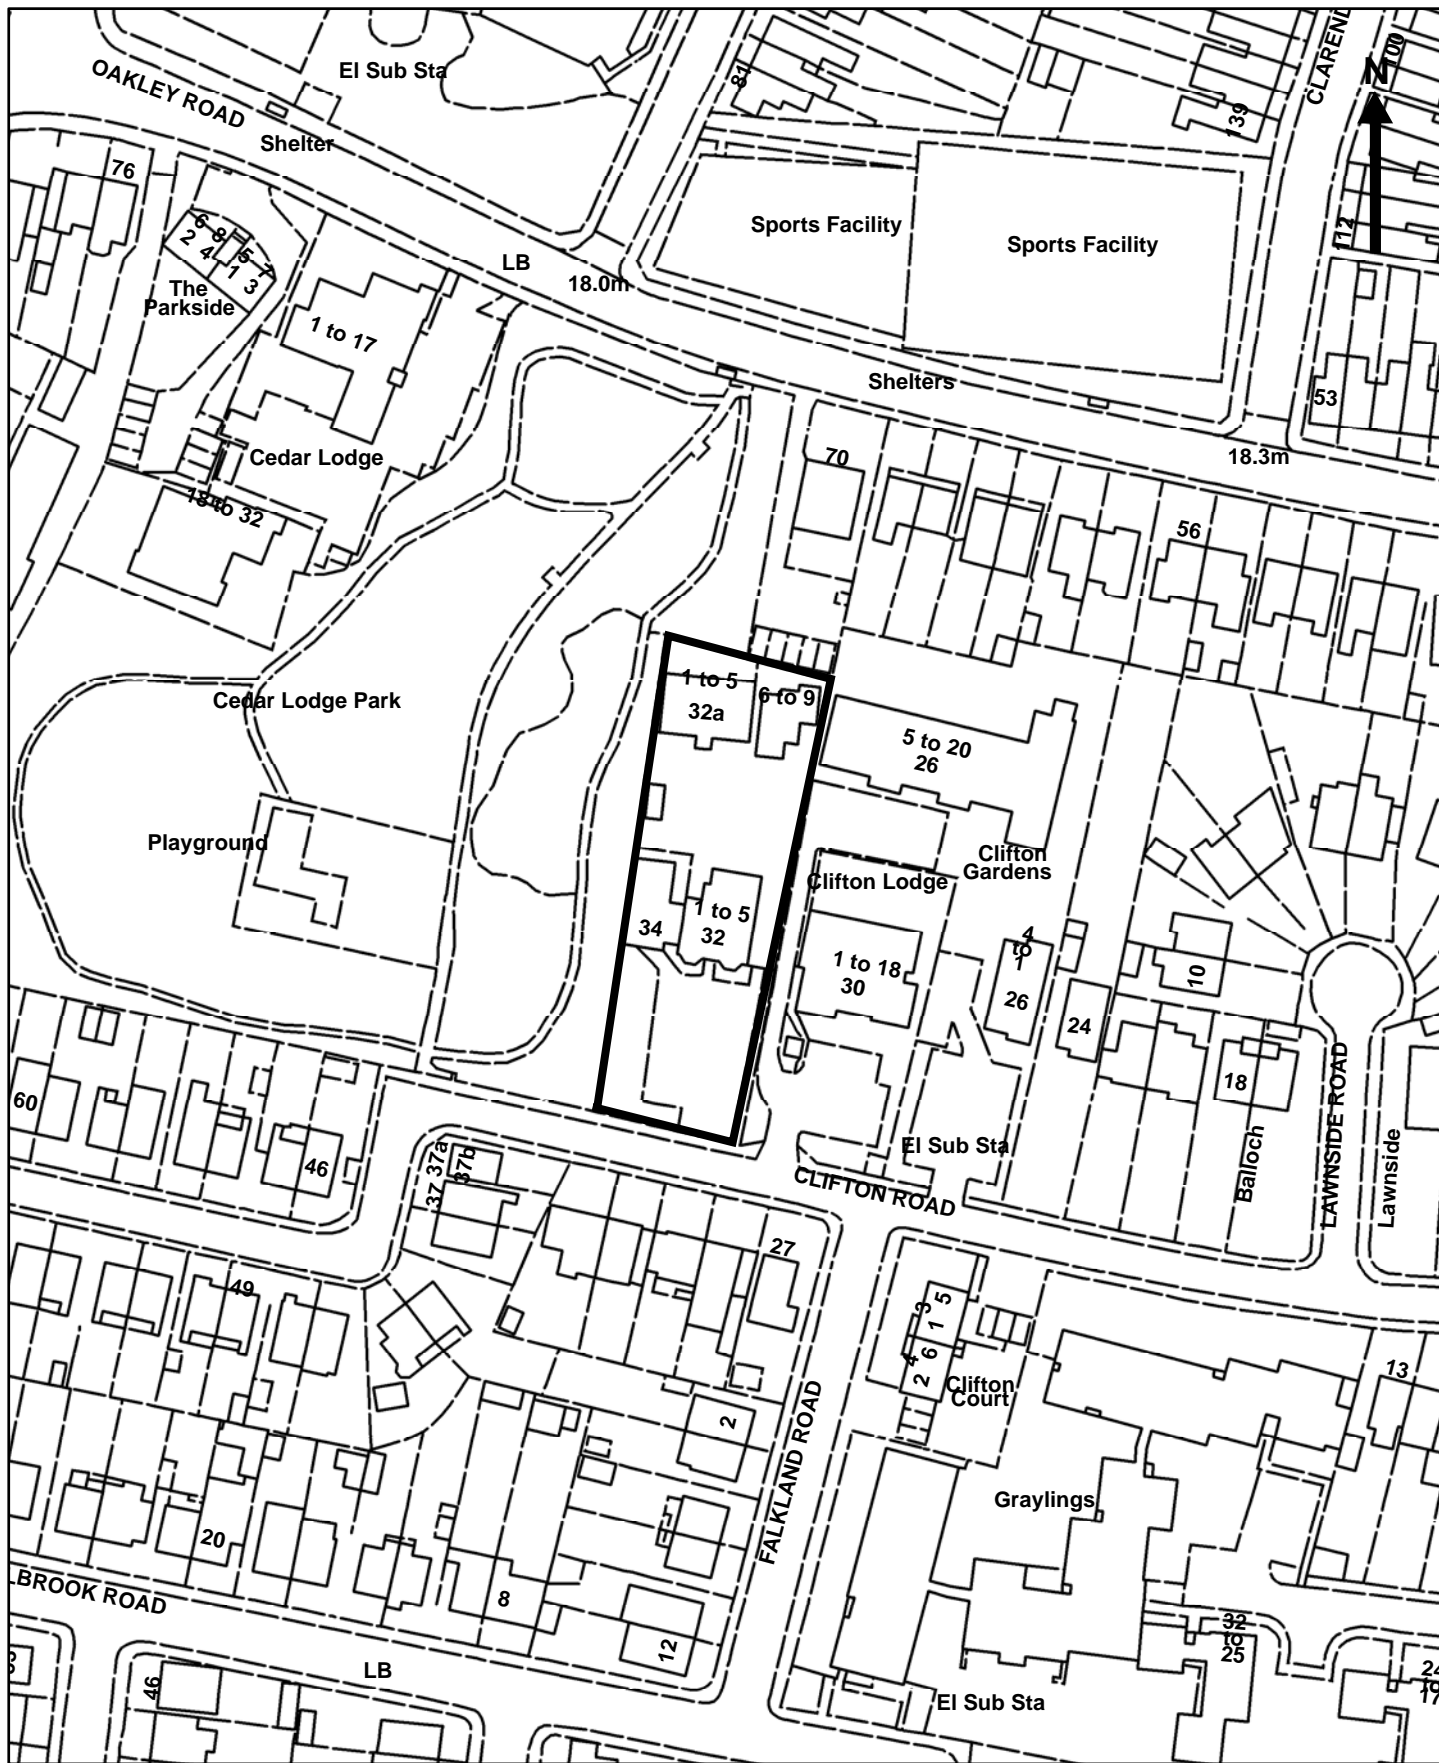 El Sub Sta
OAKLEY ROAD
Shelter
81
139
CLAREND
100
N
76
6 8 5 7
2 4 1 3
The
Parkside
1 to 17
LB
18.0m
Sports Facility
Sports Facility
112
Shelters
53
18.3m
Cedar Lodge
18 to 32
70
56
Cedar Lodge Park
1 to 5
32a
6 to 9
5 to 20
26
Playground
Clifton
Gardens
Clifton Lodge
34
1 to 5
32
1 to 18
30
4
to
1
26
24
10
18
60
46
37 37a
37b
El Sub Sta
Balloch
LAWNSIDE ROAD
Lawnside
CLIFTON ROAD
49
27
3
1 5
4
2 6
Clifton
Court
13
2
FALKLAND ROAD
Graylings
20
8
12
LBROOK ROAD
LB
46
32
to
25
24
to
17
El Sub Sta